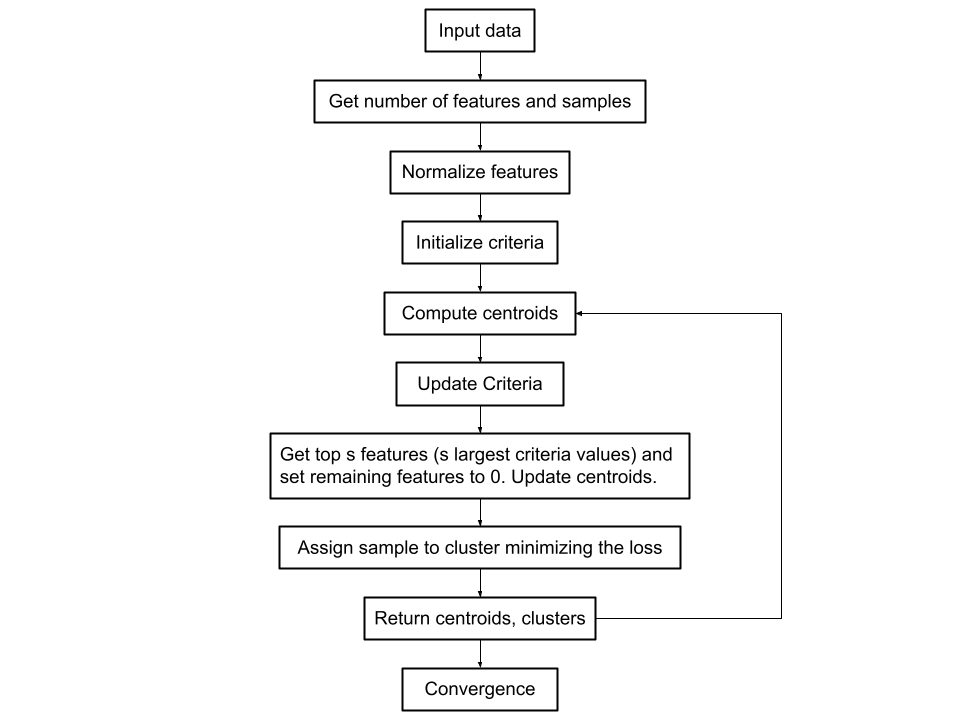 Input data
Get number of features and samples
Normalize features
Initialize criteria
Compute centroids
Update Criteria
Get top s features (s largest criteria values) and
set remaining features to 0. Update centroids.
Assign sample to cluster minimizing the loss
Return centroids, clusters
Convergence